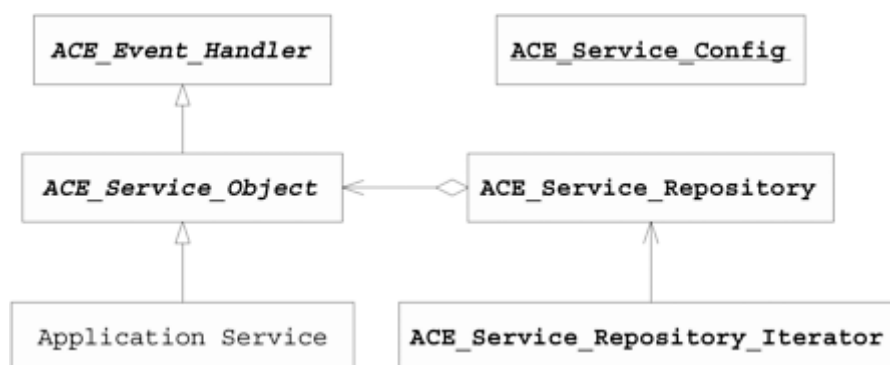 ACE_Event_Handler
ACE_Service_Config
ACE_Service_Object
ACE_Service_Repository
Application Service
ACE_Service_Repository_Iterator